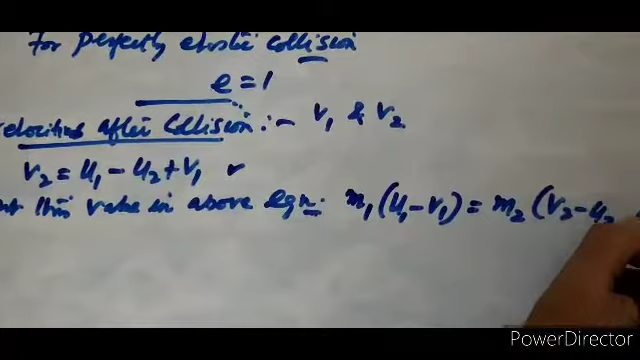 For perfectly elastic collision
e = 1
velocities after Collision :- V₁ & V₂
V₂ = U₁ - U₂ + V₁
this value in above eqn: m₁(U₁-V₁) = m₂(V₂-U₂
PowerDirector